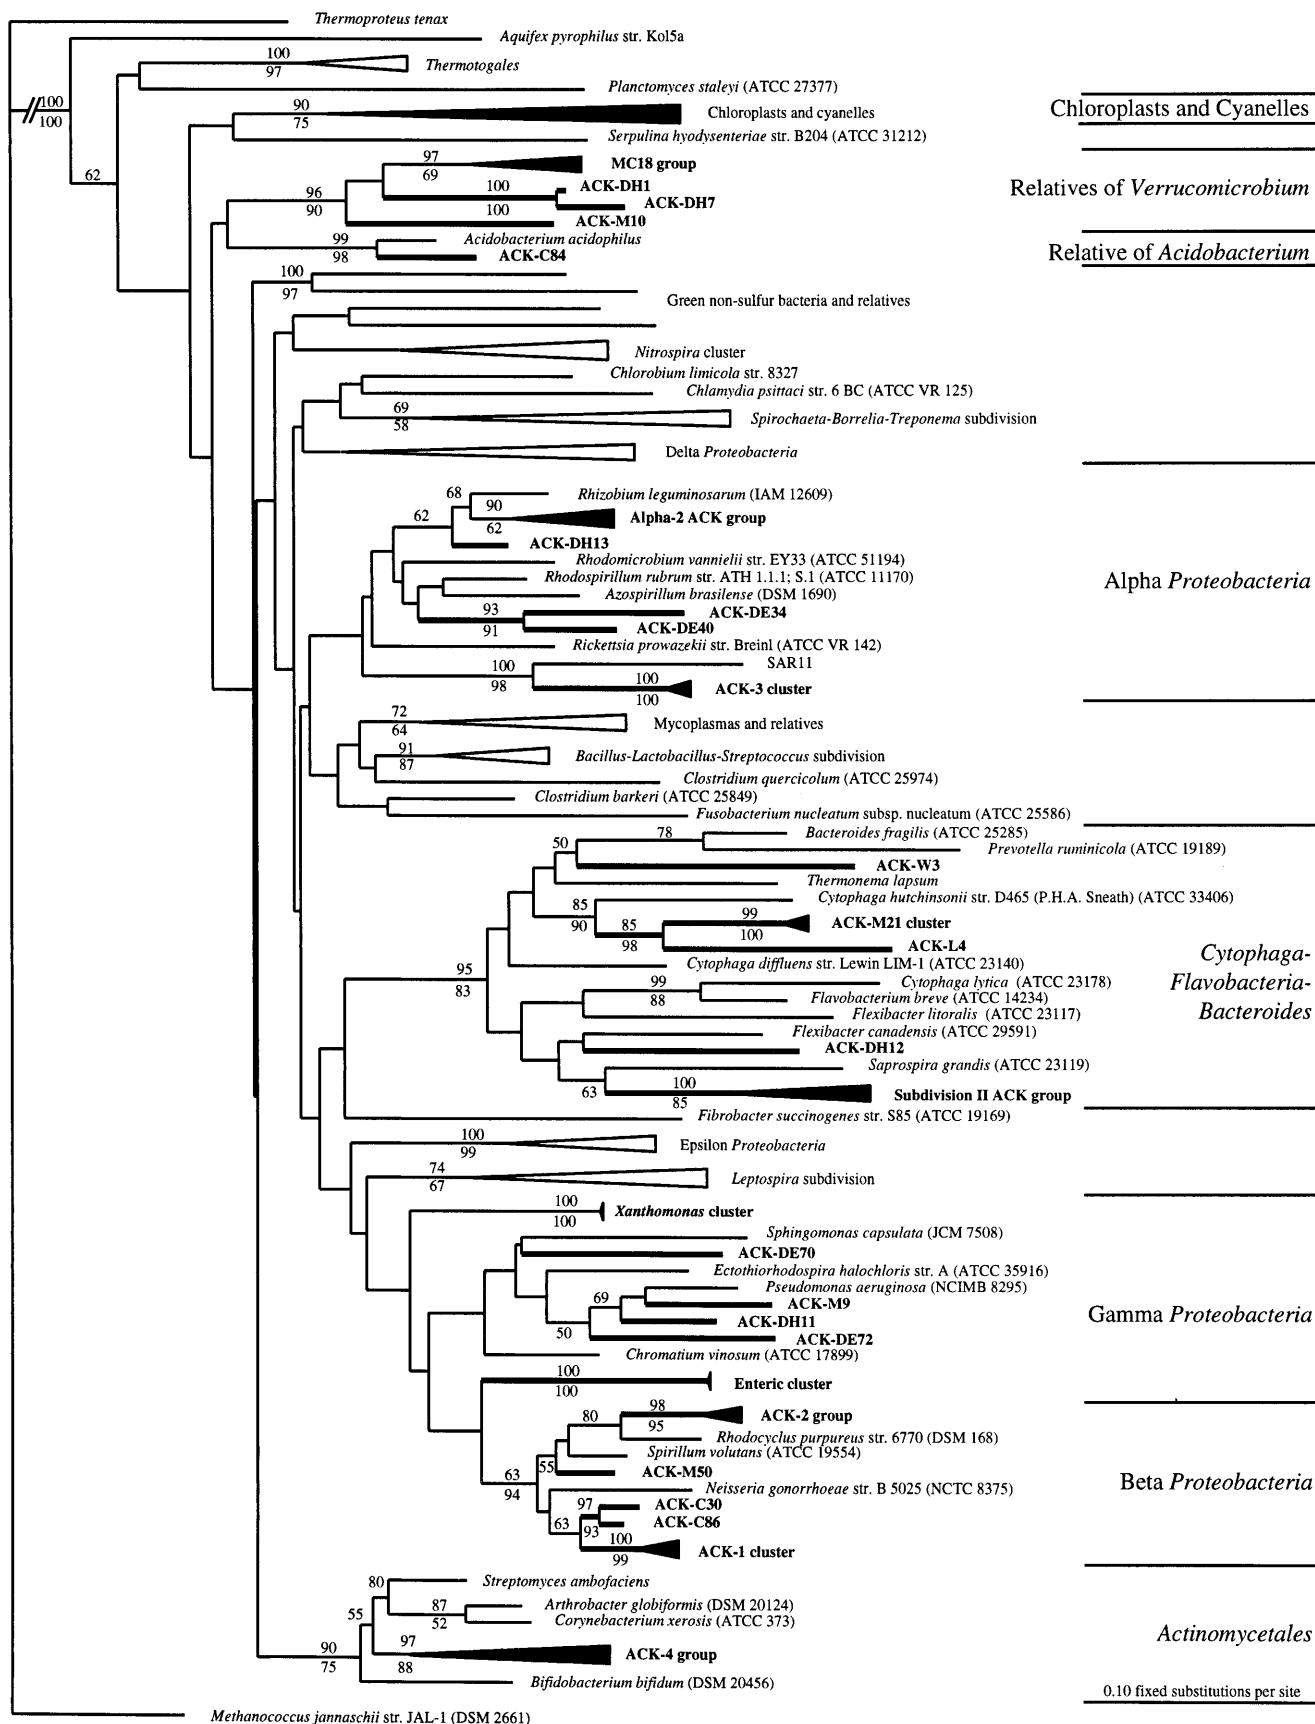 Thermoproteus tenax
Aquifex pyrophilus str. Kol5a
100
97
Thermotogales
Planctomyces staleyi (ATCC 27377)
100
100
90
75
Chloroplasts and cyanelles
Chloroplasts and Cyanelles
Serpulina hyodysenteriae str. B204 (ATCC 31212)
62
97
69
MC18 group
100
ACK-DH1
ACK-DH7
96
90
100
ACK-M10
Relatives of Verrucomicrobium
99
98
Acidobacterium acidophilus
ACK-C84
Relative of Acidobacterium
100
97
Green non-sulfur bacteria and relatives
Nitrospira cluster
Chlorobium limicola str. 8327
Chlamydia psittaci str. 6 BC (ATCC VR 125)
69
58
Spirochaeta-Borrelia-Treponema subdivision
Delta Proteobacteria
68
Rhizobium leguminosarum (IAM 12609)
62
90
62
Alpha-2 ACK group
ACK-DH13
Rhodomicrobium vannielii str. EY33 (ATCC 51194)
Rhodospirillum rubrum str. ATH 1.1.1; S.1 (ATCC 11170)
Alpha Proteobacteria
Azospirillum brasilense (DSM 1690)
93
91
ACK-DE34
ACK-DE40
Rickettsia prowazekii str. Breinl (ATCC VR 142)
100
98
SAR11
100
100
ACK-3 cluster
72
64
Mycoplasmas and relatives
91
87
Bacillus-Lactobacillus-Streptococcus subdivision
Clostridium quercicolum (ATCC 25974)
Clostridium barkeri (ATCC 25849)
Fusobacterium nucleatum subsp. nucleatum (ATCC 25586)
50
78
Bacteroides fragilis (ATCC 25285)
Prevotella ruminicola (ATCC 19189)
ACK-W3
Thermonema lapsum
85
90
Cytophaga hutchinsonii str. D465 (P.H.A. Sneath) (ATCC 33406)
85
98
99
100
ACK-M21 cluster
ACK-L4
95
83
Cytophaga diffluens str. Lewin LIM-1 (ATCC 23140)
Cytophaga-
Flavobacteria-
Bacteroides
99
88
Cytophaga lytica (ATCC 23178)
Flavobacterium breve (ATCC 14234)
Flexibacter litoralis (ATCC 23117)
Flexibacter canadensis (ATCC 29591)
ACK-DH12
Saprospira grandis (ATCC 23119)
63
100
85
Subdivision II ACK group
Fibrobacter succinogenes str. S85 (ATCC 19169)
100
99
Epsilon Proteobacteria
74
67
Leptospira subdivision
100
100
Xanthomonas cluster
Sphingomonas capsulata (JCM 7508)
ACK-DE70
Ectothiorhodospira halochloris str. A (ATCC 35916)
Pseudomonas aeruginosa (NCIMB 8295)
69
ACK-M9
Gamma Proteobacteria
ACK-DH11
50
ACK-DE72
Chromatium vinosum (ATCC 17899)
100
100
Enteric cluster
80
98
95
ACK-2 group
Rhodocyclus purpureus str. 6770 (DSM 168)
Spirillum volutans (ATCC 19554)
55
ACK-M50
63
94
Neisseria gonorrhoeae str. B 5025 (NCTC 8375)
Beta Proteobacteria
97
ACK-C30
63
93
ACK-C86
100
99
ACK-1 cluster
80
Streptomyces ambofaciens
55
87
52
Arthrobacter globiformis (DSM 20124)
Corynebacterium xerosis (ATCC 373)
Actinomycetales
90
75
97
88
ACK-4 group
Bifidobacterium bifidum (DSM 20456)
0.10 fixed substitutions per site
Methanococcus jannaschii str. JAL-1 (DSM 2661)